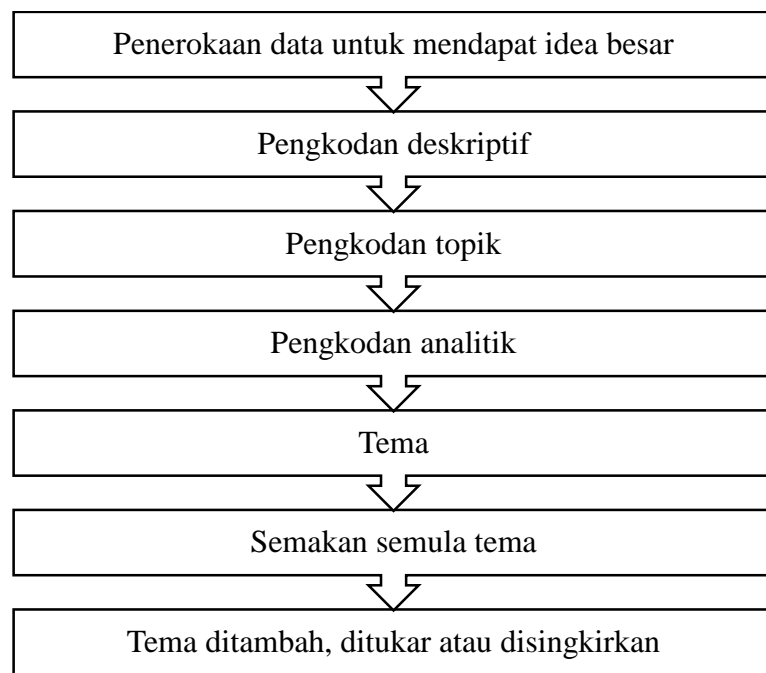 Penerokaan data untuk mendapat idea besar
Pengkodan deskriptif
Pengkodan topik
Pengkodan analitik
Tema
Semakan semula tema
Tema ditambah, ditukar atau disingkirkan